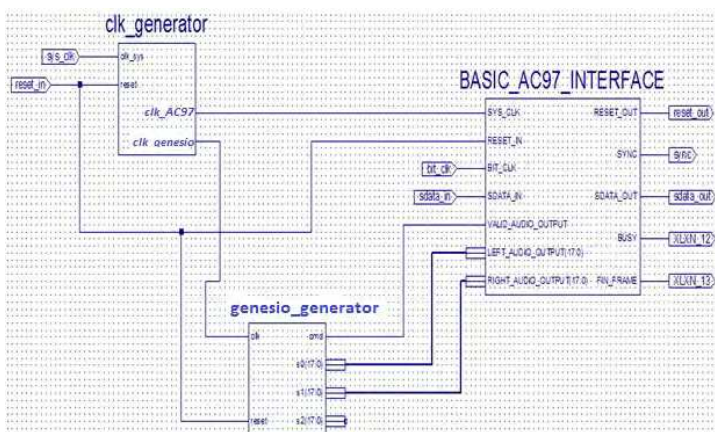 clk_generator
sys_clk
clk_sys
reset_in
reset
clk_AC97
clk_genesio
BASIC_AC97_INTERFACE
SYS_CLK
RESET_OUT
reset_out
RESET_IN
SYNC
sync
bit_clk
BIT_CLK
sdata_in
SDATA_IN
SDATA_OUT
sdata_out
VALID_AUDIO_OUTPUT
BUSY
XLXN_12
LEFT_AUDIO_OUTPUT(17:0)
RIGHT_AUDIO_OUTPUT(17:0)
FIN_FRAME
XLXN_13
genesio_generator
clk
cmd
s0(17:0)
s1(17:0)
reset
s2(17:0)